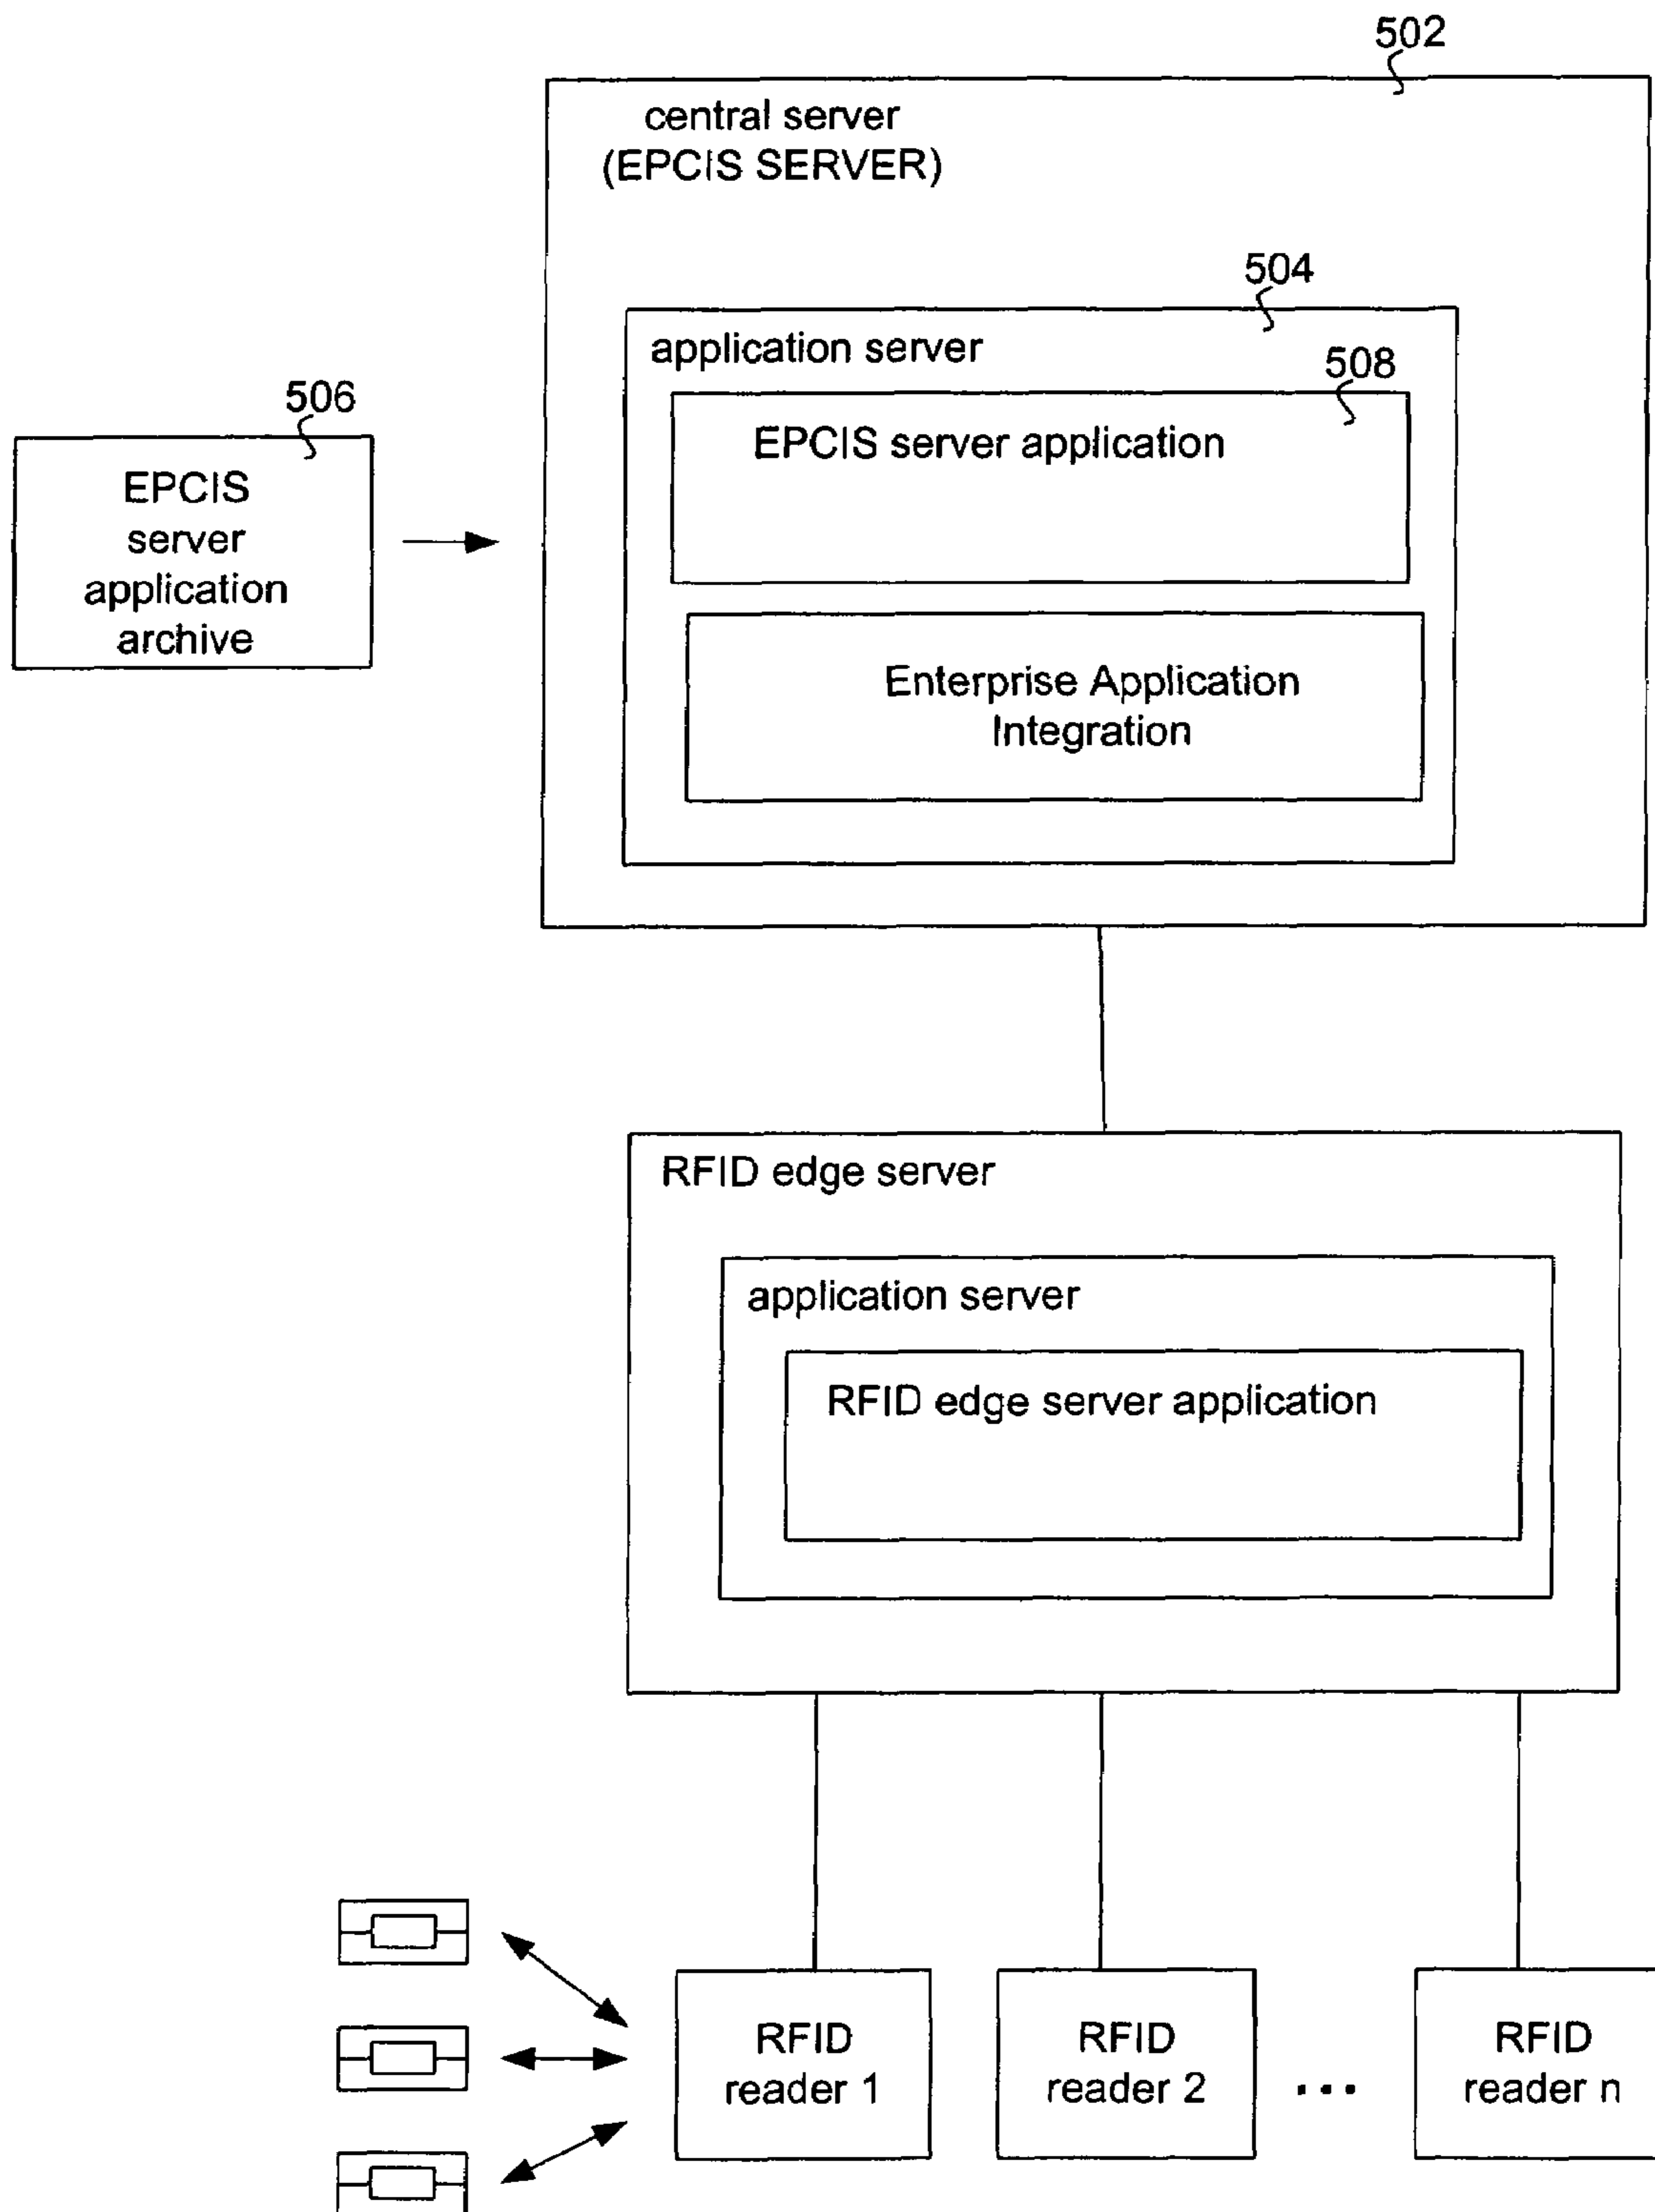 502
central server
(EPCIS SERVER)
504
application server
508
EPCIS server application
506
EPCIS
server
application
archive
Enterprise Application
Integration
RFID edge server
application server
RFID edge server application
RFID
reader 1
RFID
reader 2
...
RFID
reader n